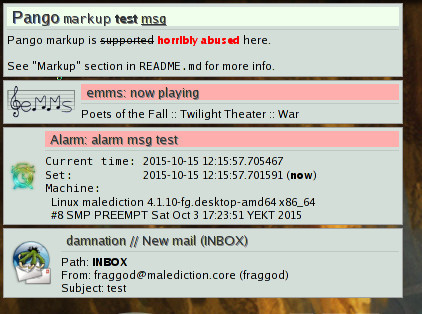 Pango markup test msg
Pango markup is supported horribly abused here.
See "Markup" section in README.md for more info.
emms
emms: now playing
Poets of the Fall :: Twilight Theater :: War
Alarm: alarm msg test
Current time: 2015-10-15 12:15:57.705467
Set: 2015-10-15 12:15:57.701591 (now)
Machine:
Linux malediction 4.1.10-fg.desktop-amd64 x86_64
#8 SMP PREEMPT Sat Oct 3 17:23:51 YEKT 2015
damnation // New mail (INBOX)
Path: INBOX
From: fraggod@malediction.core (fraggod)
Subject: test